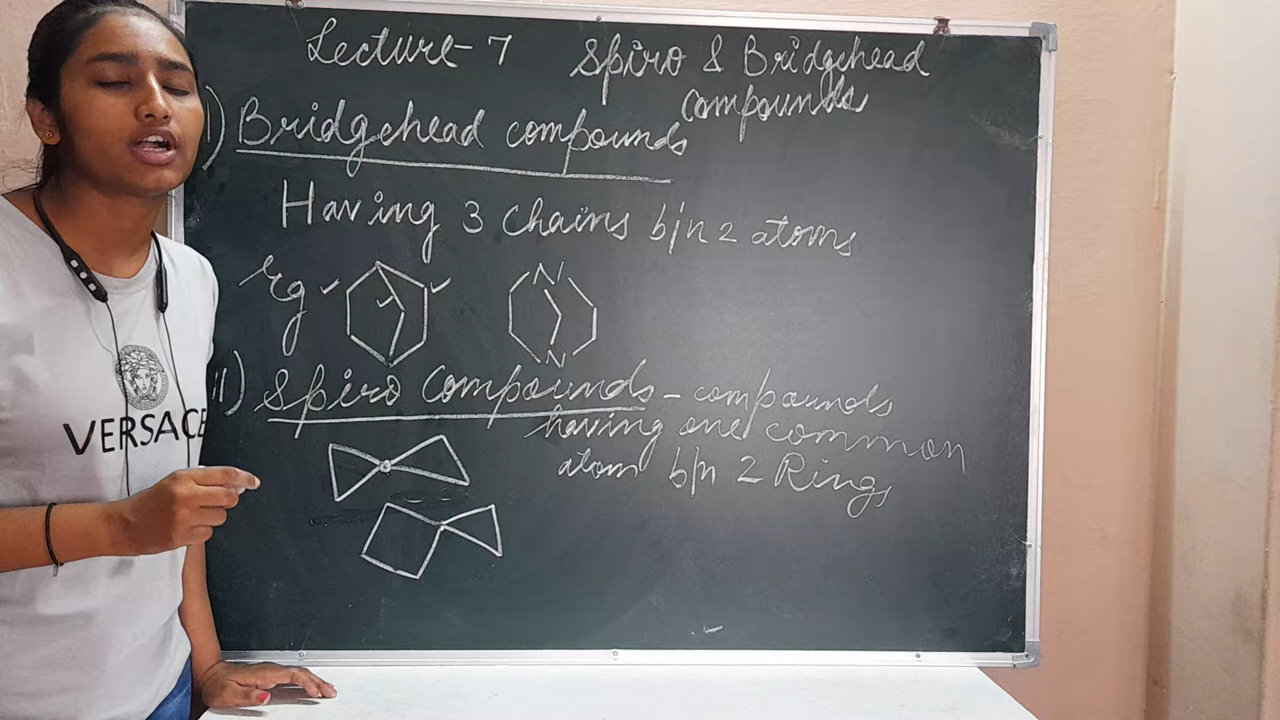 Lecture-7 Spiro & Bridgehead
compounds
i) Bridgehead compounds
Having 3 chains b/n 2 atoms
Eg
N
N
ii) Spiro Compounds - compounds
having one common
atom b/n 2 Rings
VERSACE